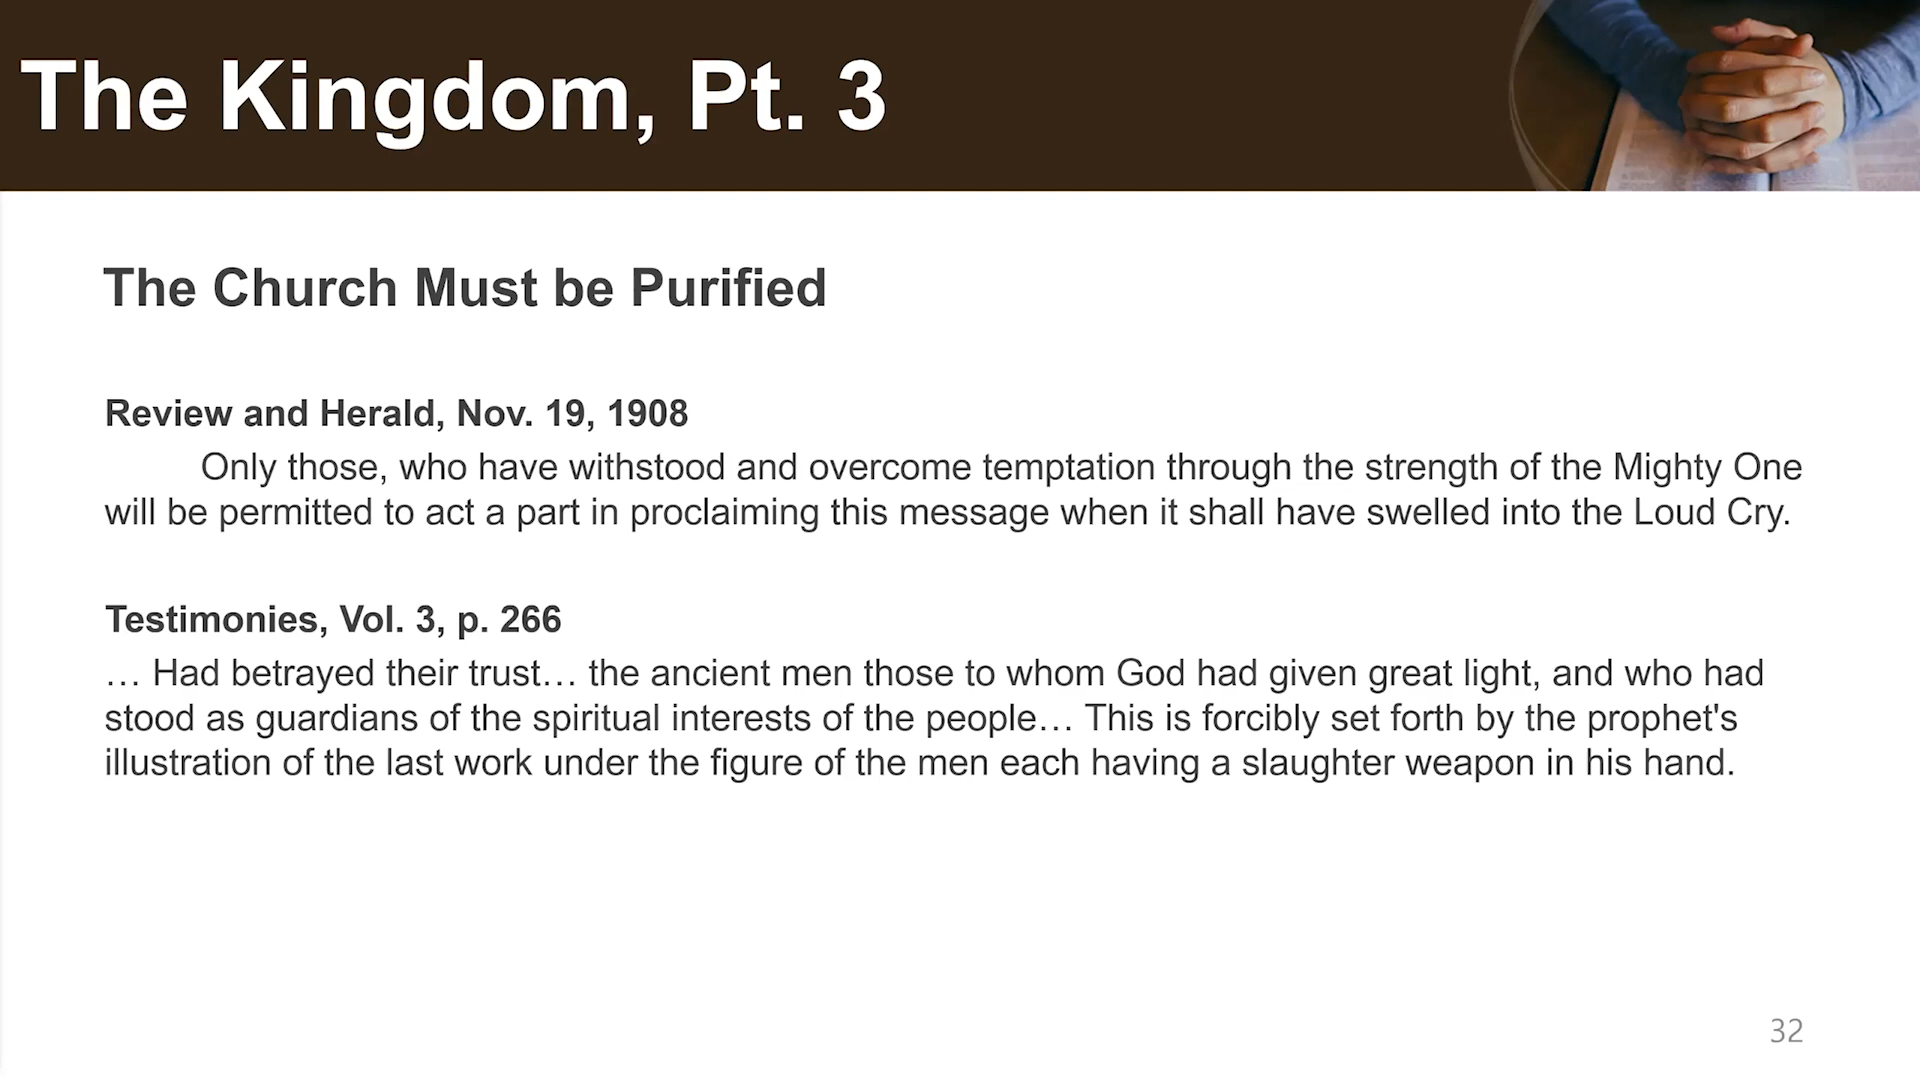 The Kingdom, Pt. 3
The Church Must be Purified
Review and Herald, Nov. 19, 1908
Only those, who have withstood and overcome temptation through the strength of the Mighty One
will be permitted to act a part in proclaiming this message when it shall have swelled into the Loud Cry.
Testimonies, Vol. 3, p. 266
… Had betrayed their trust… the ancient men those to whom God had given great light, and who had
stood as guardians of the spiritual interests of the people… This is forcibly set forth by the prophet's
illustration of the last work under the figure of the men each having a slaughter weapon in his hand.
32